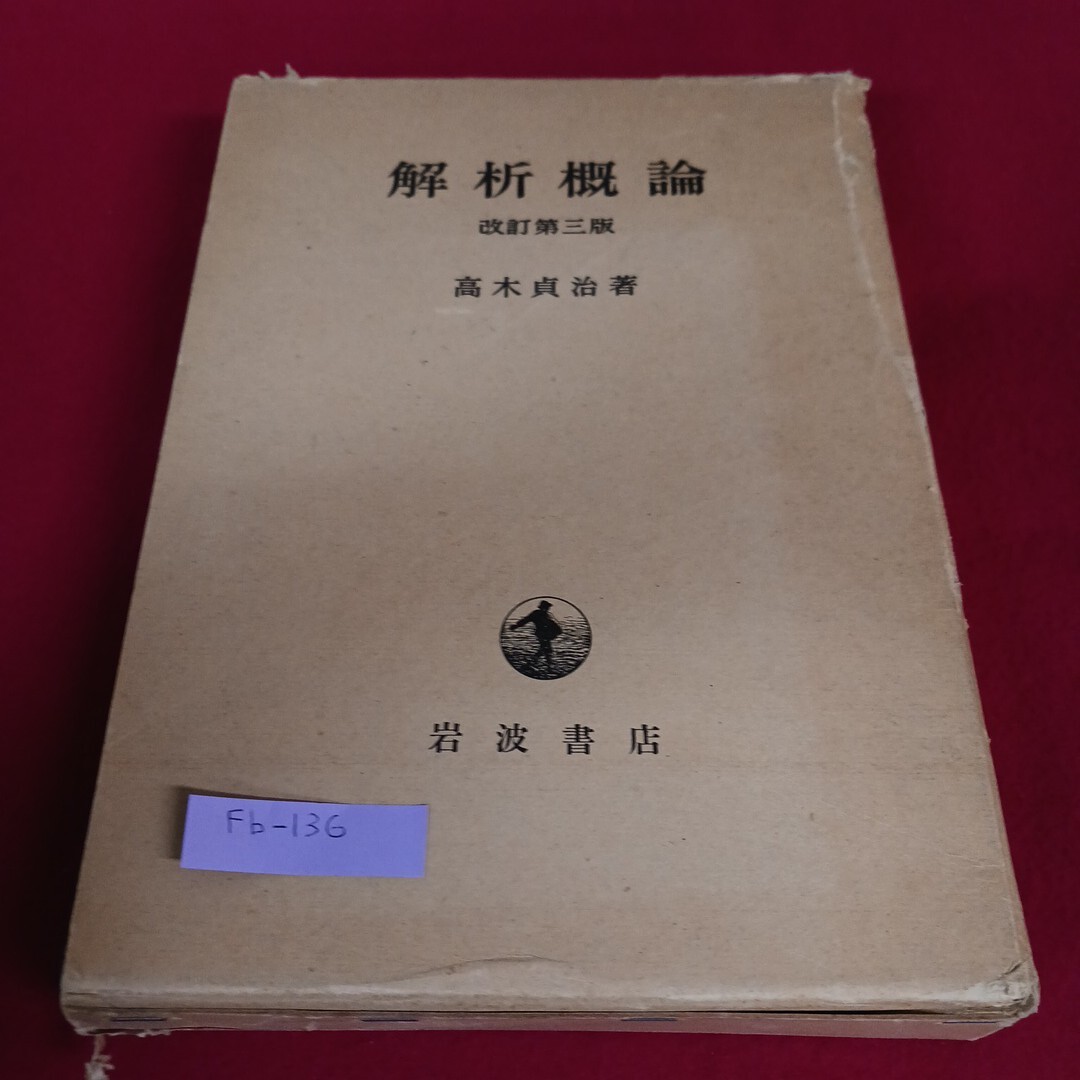 解析概論
改訂第三版
高木貞治著
岩波書店
Fb-136